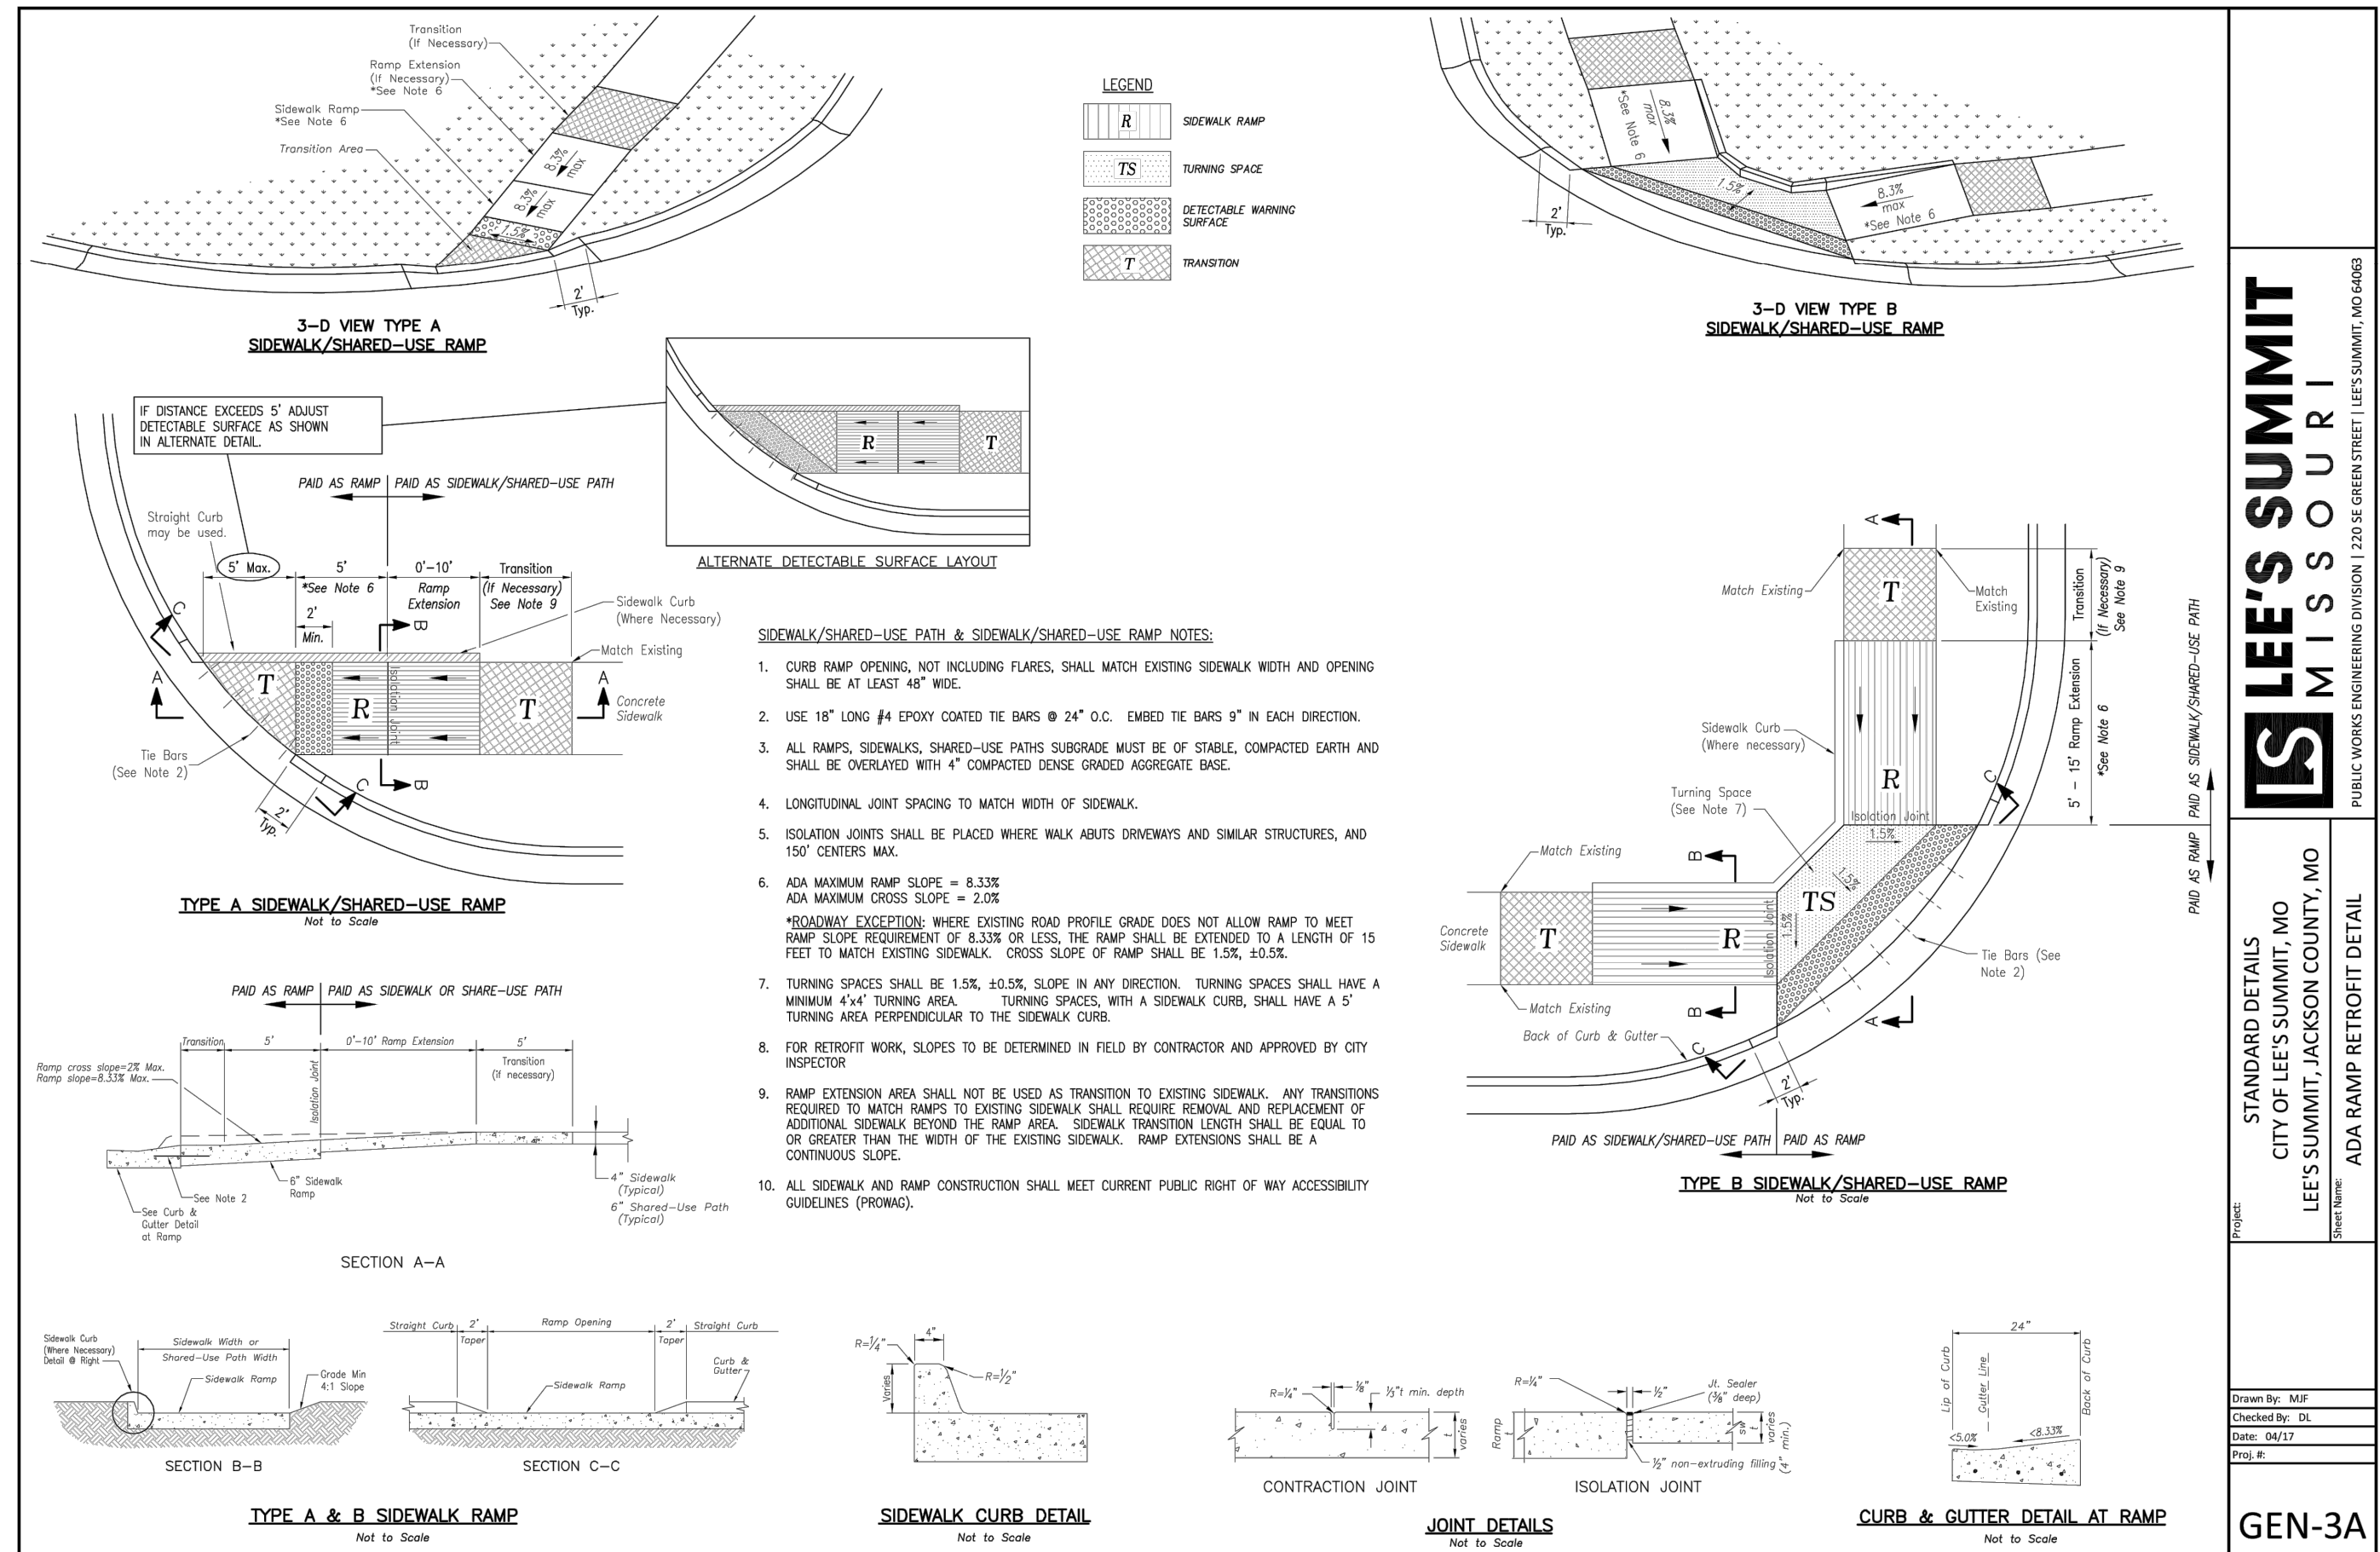 Transition
(If Necessary)
Ramp Extension
(If Necessary)
*See Note 6
Sidewalk Ramp
*See Note 6
Transition Area
8.3%
max
8.3%
max
1.5%
2'
Typ.
3-D VIEW TYPE A
SIDEWALK/SHARED-USE RAMP
LEGEND
R
SIDEWALK RAMP
TS
TURNING SPACE
DETECTABLE WARNING
SURFACE
T
TRANSITION
8.3%
max
*See Note 6
1.5%
8.3%
max
*See Note 6
2'
Typ.
3-D VIEW TYPE B
SIDEWALK/SHARED-USE RAMP
IF DISTANCE EXCEEDS 5' ADJUST
DETECTABLE SURFACE AS SHOWN
IN ALTERNATE DETAIL.
R
T
ALTERNATE DETECTABLE SURFACE LAYOUT
PAID AS RAMP
PAID AS SIDEWALK/SHARED-USE PATH
Straight Curb
may be used.
5' Max.
5'
*See Note 6
2'
Min.
0'-10'
Ramp
Extension
Transition
(If Necessary)
See Note 9
Sidewalk Curb
(Where Necessary)
Match Existing
Concrete
Sidewalk
C
B
A
A
T
R
Isolation Joint
T
Tie Bars
(See Note 2)
C
B
2'
Typ.
TYPE A SIDEWALK/SHARED-USE RAMP
Not to Scale
PAID AS RAMP
PAID AS SIDEWALK OR SHARE-USE PATH
Transition
5'
0'-10' Ramp Extension
5'
Transition
(if necessary)
Ramp cross slope=2% Max.
Ramp slope=8.33% Max.
Isolation Joint
See Note 2
6" Sidewalk
Ramp
4" Sidewalk
(Typical)
6" Shared-Use Path
(Typical)
See Curb &
Gutter Detail
at Ramp
SECTION A-A
SIDEWALK/SHARED-USE PATH & SIDEWALK/SHARED-USE RAMP NOTES:
1. CURB RAMP OPENING, NOT INCLUDING FLARES, SHALL MATCH EXISTING SIDEWALK WIDTH AND OPENING
SHALL BE AT LEAST 48" WIDE.
2. USE 18" LONG #4 EPOXY COATED TIE BARS @ 24" O.C. EMBED TIE BARS 9" IN EACH DIRECTION.
3. ALL RAMPS, SIDEWALKS, SHARED-USE PATHS SUBGRADE MUST BE OF STABLE, COMPACTED EARTH AND
SHALL BE OVERLAYED WITH 4" COMPACTED DENSE GRADED AGGREGATE BASE.
4. LONGITUDINAL JOINT SPACING TO MATCH WIDTH OF SIDEWALK.
5. ISOLATION JOINTS SHALL BE PLACED WHERE WALK ABUTS DRIVEWAYS AND SIMILAR STRUCTURES, AND
150' CENTERS MAX.
6. ADA MAXIMUM RAMP SLOPE = 8.33%
ADA MAXIMUM CROSS SLOPE = 2.0%
*ROADWAY EXCEPTION: WHERE EXISTING ROAD PROFILE GRADE DOES NOT ALLOW RAMP TO MEET
RAMP SLOPE REQUIREMENT OF 8.33% OR LESS, THE RAMP SHALL BE EXTENDED TO A LENGTH OF 15
FEET TO MATCH EXISTING SIDEWALK. CROSS SLOPE OF RAMP SHALL BE 1.5%, ±0.5%.
7. TURNING SPACES SHALL BE 1.5%, ±0.5%, SLOPE IN ANY DIRECTION. TURNING SPACES SHALL HAVE A
MINIMUM 4'x4' TURNING AREA. TURNING SPACES, WITH A SIDEWALK CURB, SHALL HAVE A 5'
TURNING AREA PERPENDICULAR TO THE SIDEWALK CURB.
8. FOR RETROFIT WORK, SLOPES TO BE DETERMINED IN FIELD BY CONTRACTOR AND APPROVED BY CITY
INSPECTOR
9. RAMP EXTENSION AREA SHALL NOT BE USED AS TRANSITION TO EXISTING SIDEWALK. ANY TRANSITIONS
REQUIRED TO MATCH RAMPS TO EXISTING SIDEWALK SHALL REQUIRE REMOVAL AND REPLACEMENT OF
ADDITIONAL SIDEWALK BEYOND THE RAMP AREA. SIDEWALK TRANSITION LENGTH SHALL BE EQUAL TO
OR GREATER THAN THE WIDTH OF THE EXISTING SIDEWALK. RAMP EXTENSIONS SHALL BE A
CONTINUOUS SLOPE.
10. ALL SIDEWALK AND RAMP CONSTRUCTION SHALL MEET CURRENT PUBLIC RIGHT OF WAY ACCESSIBILITY
GUIDELINES (PROWAG).
A
Match Existing
T
Match
Existing
Transition
(If Necessary)
See Note 9
5' - 15' Ramp Extension
*See Note 6
PAID AS RAMP
PAID AS SIDEWALK/SHARED-USE PATH
Sidewalk Curb
(Where necessary)
R
Turning Space
(See Note 7)
Isolation Joint
1.5%
C
Match Existing
B
1.5%
TS
1.5%
Isolation Joint
Concrete
Sidewalk
T
R
Tie Bars (See
Note 2)
Match Existing
B
A
Back of Curb & Gutter
C
2'
Typ.
PAID AS SIDEWALK/SHARED-USE PATH
PAID AS RAMP
TYPE B SIDEWALK/SHARED-USE RAMP
Not to Scale
Sidewalk Curb
(Where Necessary)
Detail @ Right
Sidewalk Width or
Shared-Use Path Width
Sidewalk Ramp
Grade Min
4:1 Slope
SECTION B-B
Straight Curb
2'
Taper
Ramp Opening
2'
Taper
Straight Curb
Curb &
Gutter
Sidewalk Ramp
SECTION C-C
TYPE A & B SIDEWALK RAMP
Not to Scale
4"
R=1/4"
R=1/2"
Varies
SIDEWALK CURB DETAIL
Not to Scale
R=1/4"
1/8"
1/3"t min. depth
t
varies
CONTRACTION JOINT
R=1/4"
1/2"
Jt. Sealer
(3/8" deep)
Ramp
t
sw
t
varies
(4" min.)
1/2" non-extruding filling
ISOLATION JOINT
JOINT DETAILS
Not to Scale
24"
Lip of Curb
Gutter Line
Back of Curb
<5.0%
<8.33%
CURB & GUTTER DETAIL AT RAMP
Not to Scale
LS LEE'S SUMMIT
MISSOURI
PUBLIC WORKS ENGINEERING DIVISION | 220 SE GREEN STREET | LEE'S SUMMIT, MO 64063
Project:
STANDARD DETAILS
CITY OF LEE'S SUMMIT, MO
LEE'S SUMMIT, JACKSON COUNTY, MO
Sheet Name:
ADA RAMP RETROFIT DETAIL
Drawn By: MJF
Checked By: DL
Date: 04/17
Proj. #:
GEN-3A